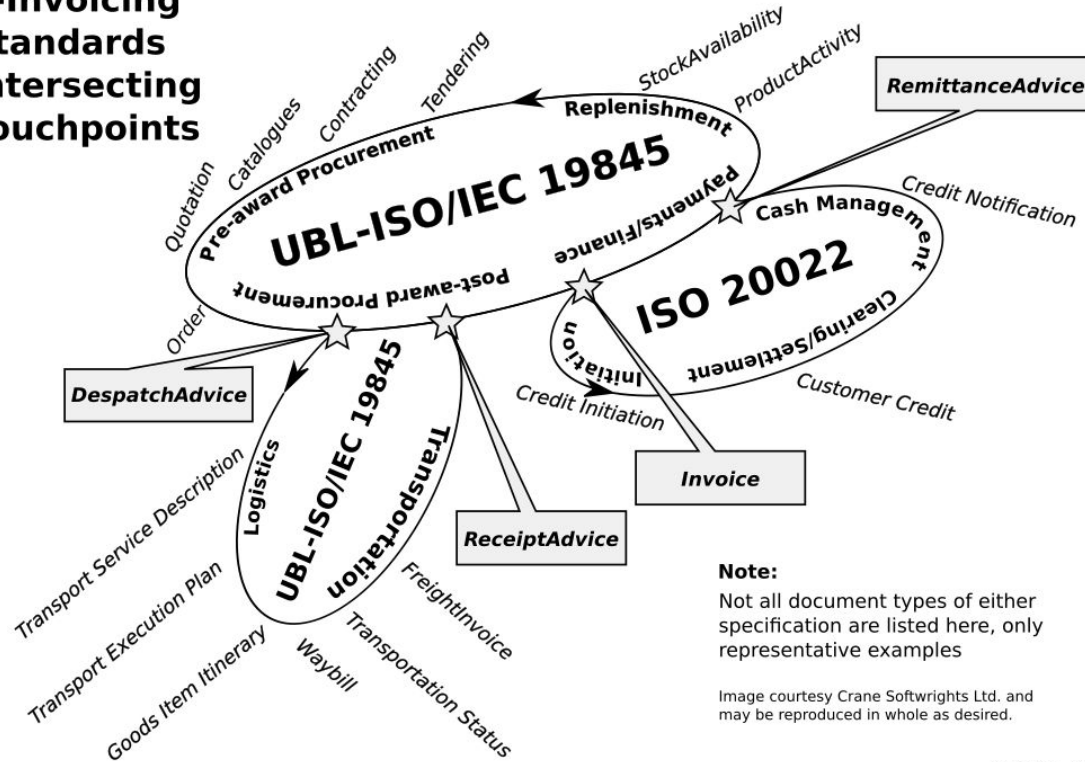 -invoicing
tandards
ntersecting
ouchpoints
Quotation
Catalogues
Contracting
Tendering
StockAvailability
ProductActivity
RemittanceAdvice
Pre-award Procurement
Replenishment
UBL-ISO/IEC 19845
Payments/Finance
Post-award Procurement
Cash Management
Credit Notification
ISO 20022
Clearing/Settlement
Initiation
Order
DespatchAdvice
Credit Initiation
Customer Credit
Invoice
ReceiptAdvice
Logistics
UBL-ISO/IEC 19845
Transportation
Transport Service Description
Transport Execution Plan
Goods Item Itinerary
Waybill
Transportation Status
FreightInvoice
Note:
Not all document types of either
specification are listed here, only
representative examples
Image courtesy Crane Softwrights Ltd. and
may be reproduced in whole as desired.